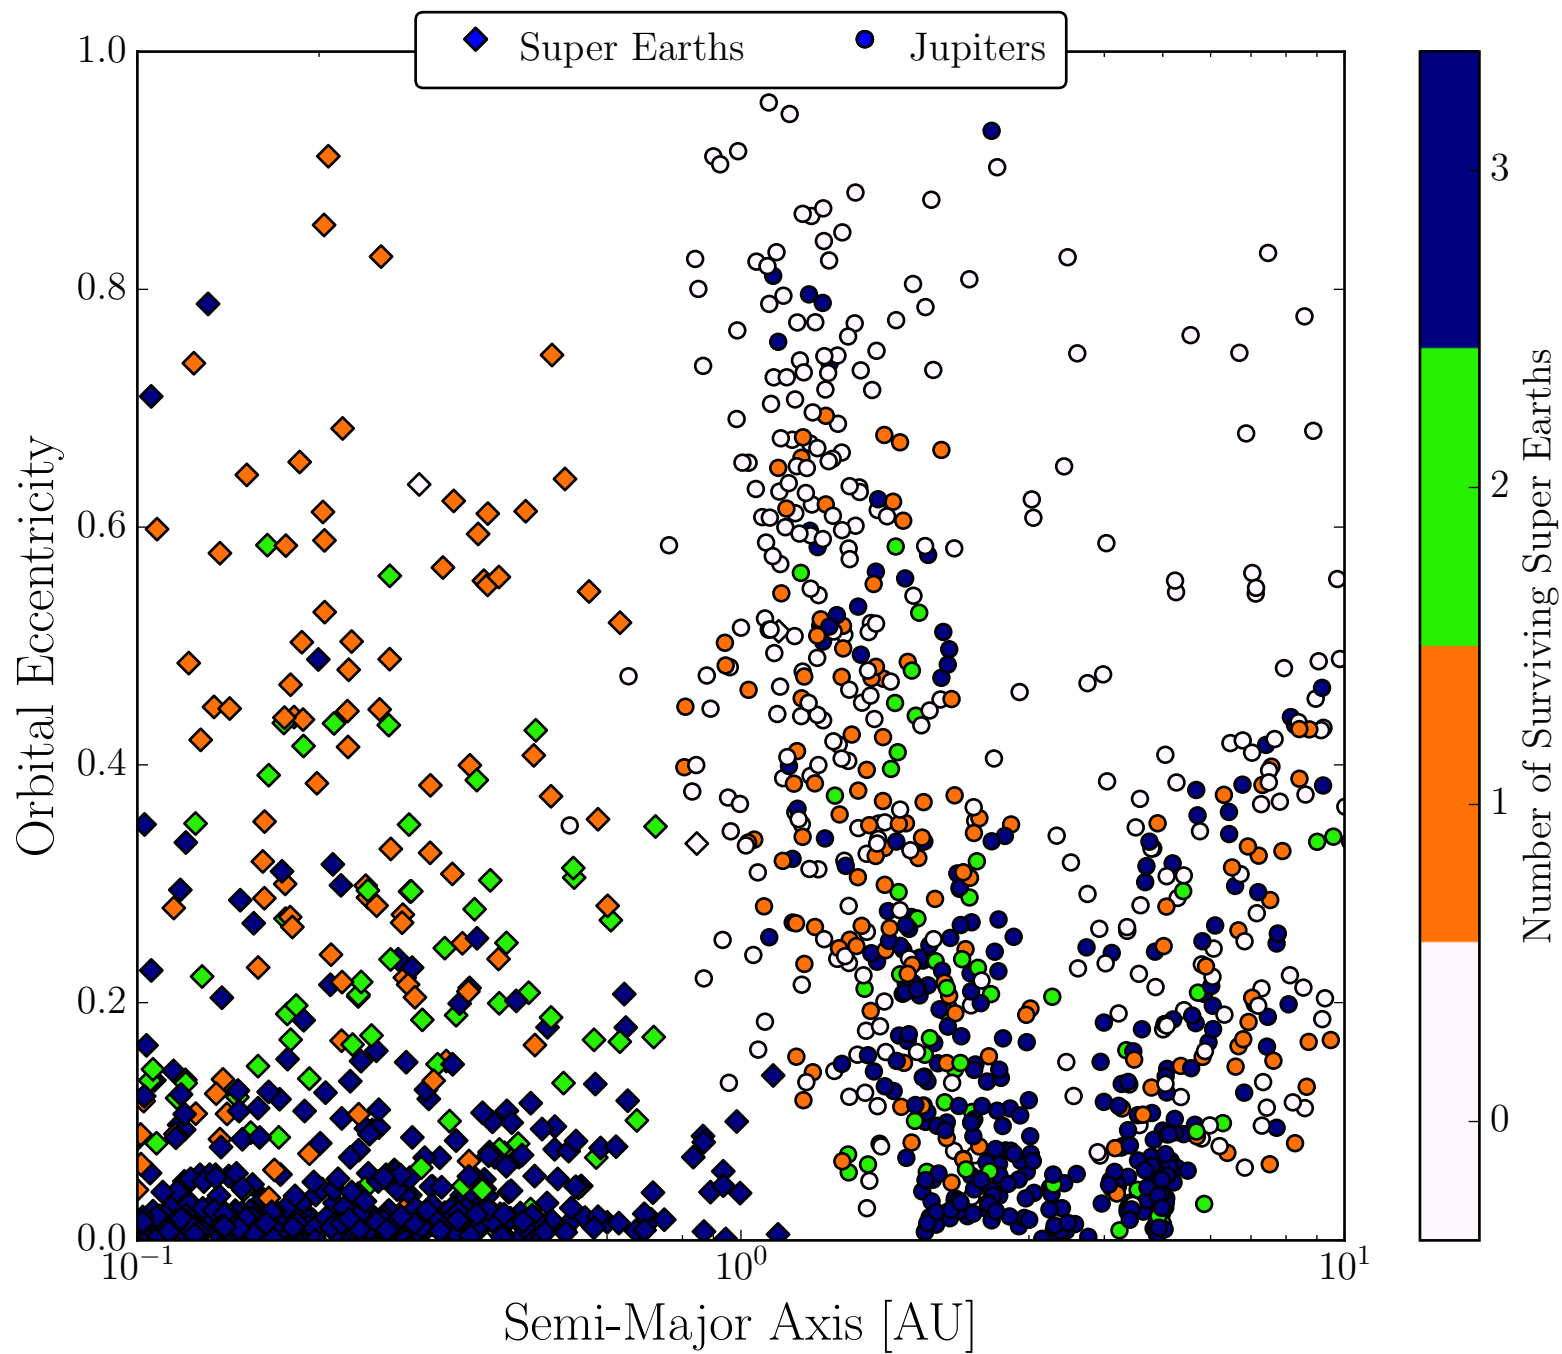 Super Earths Jupiters
1.0
0.8
0.6
0.4
0.2
0.0
Orbital Eccentricity
10⁻¹ 10⁰ 10¹
Semi-Major Axis [AU]
3
2
1
0
Number of Surviving Super Earths